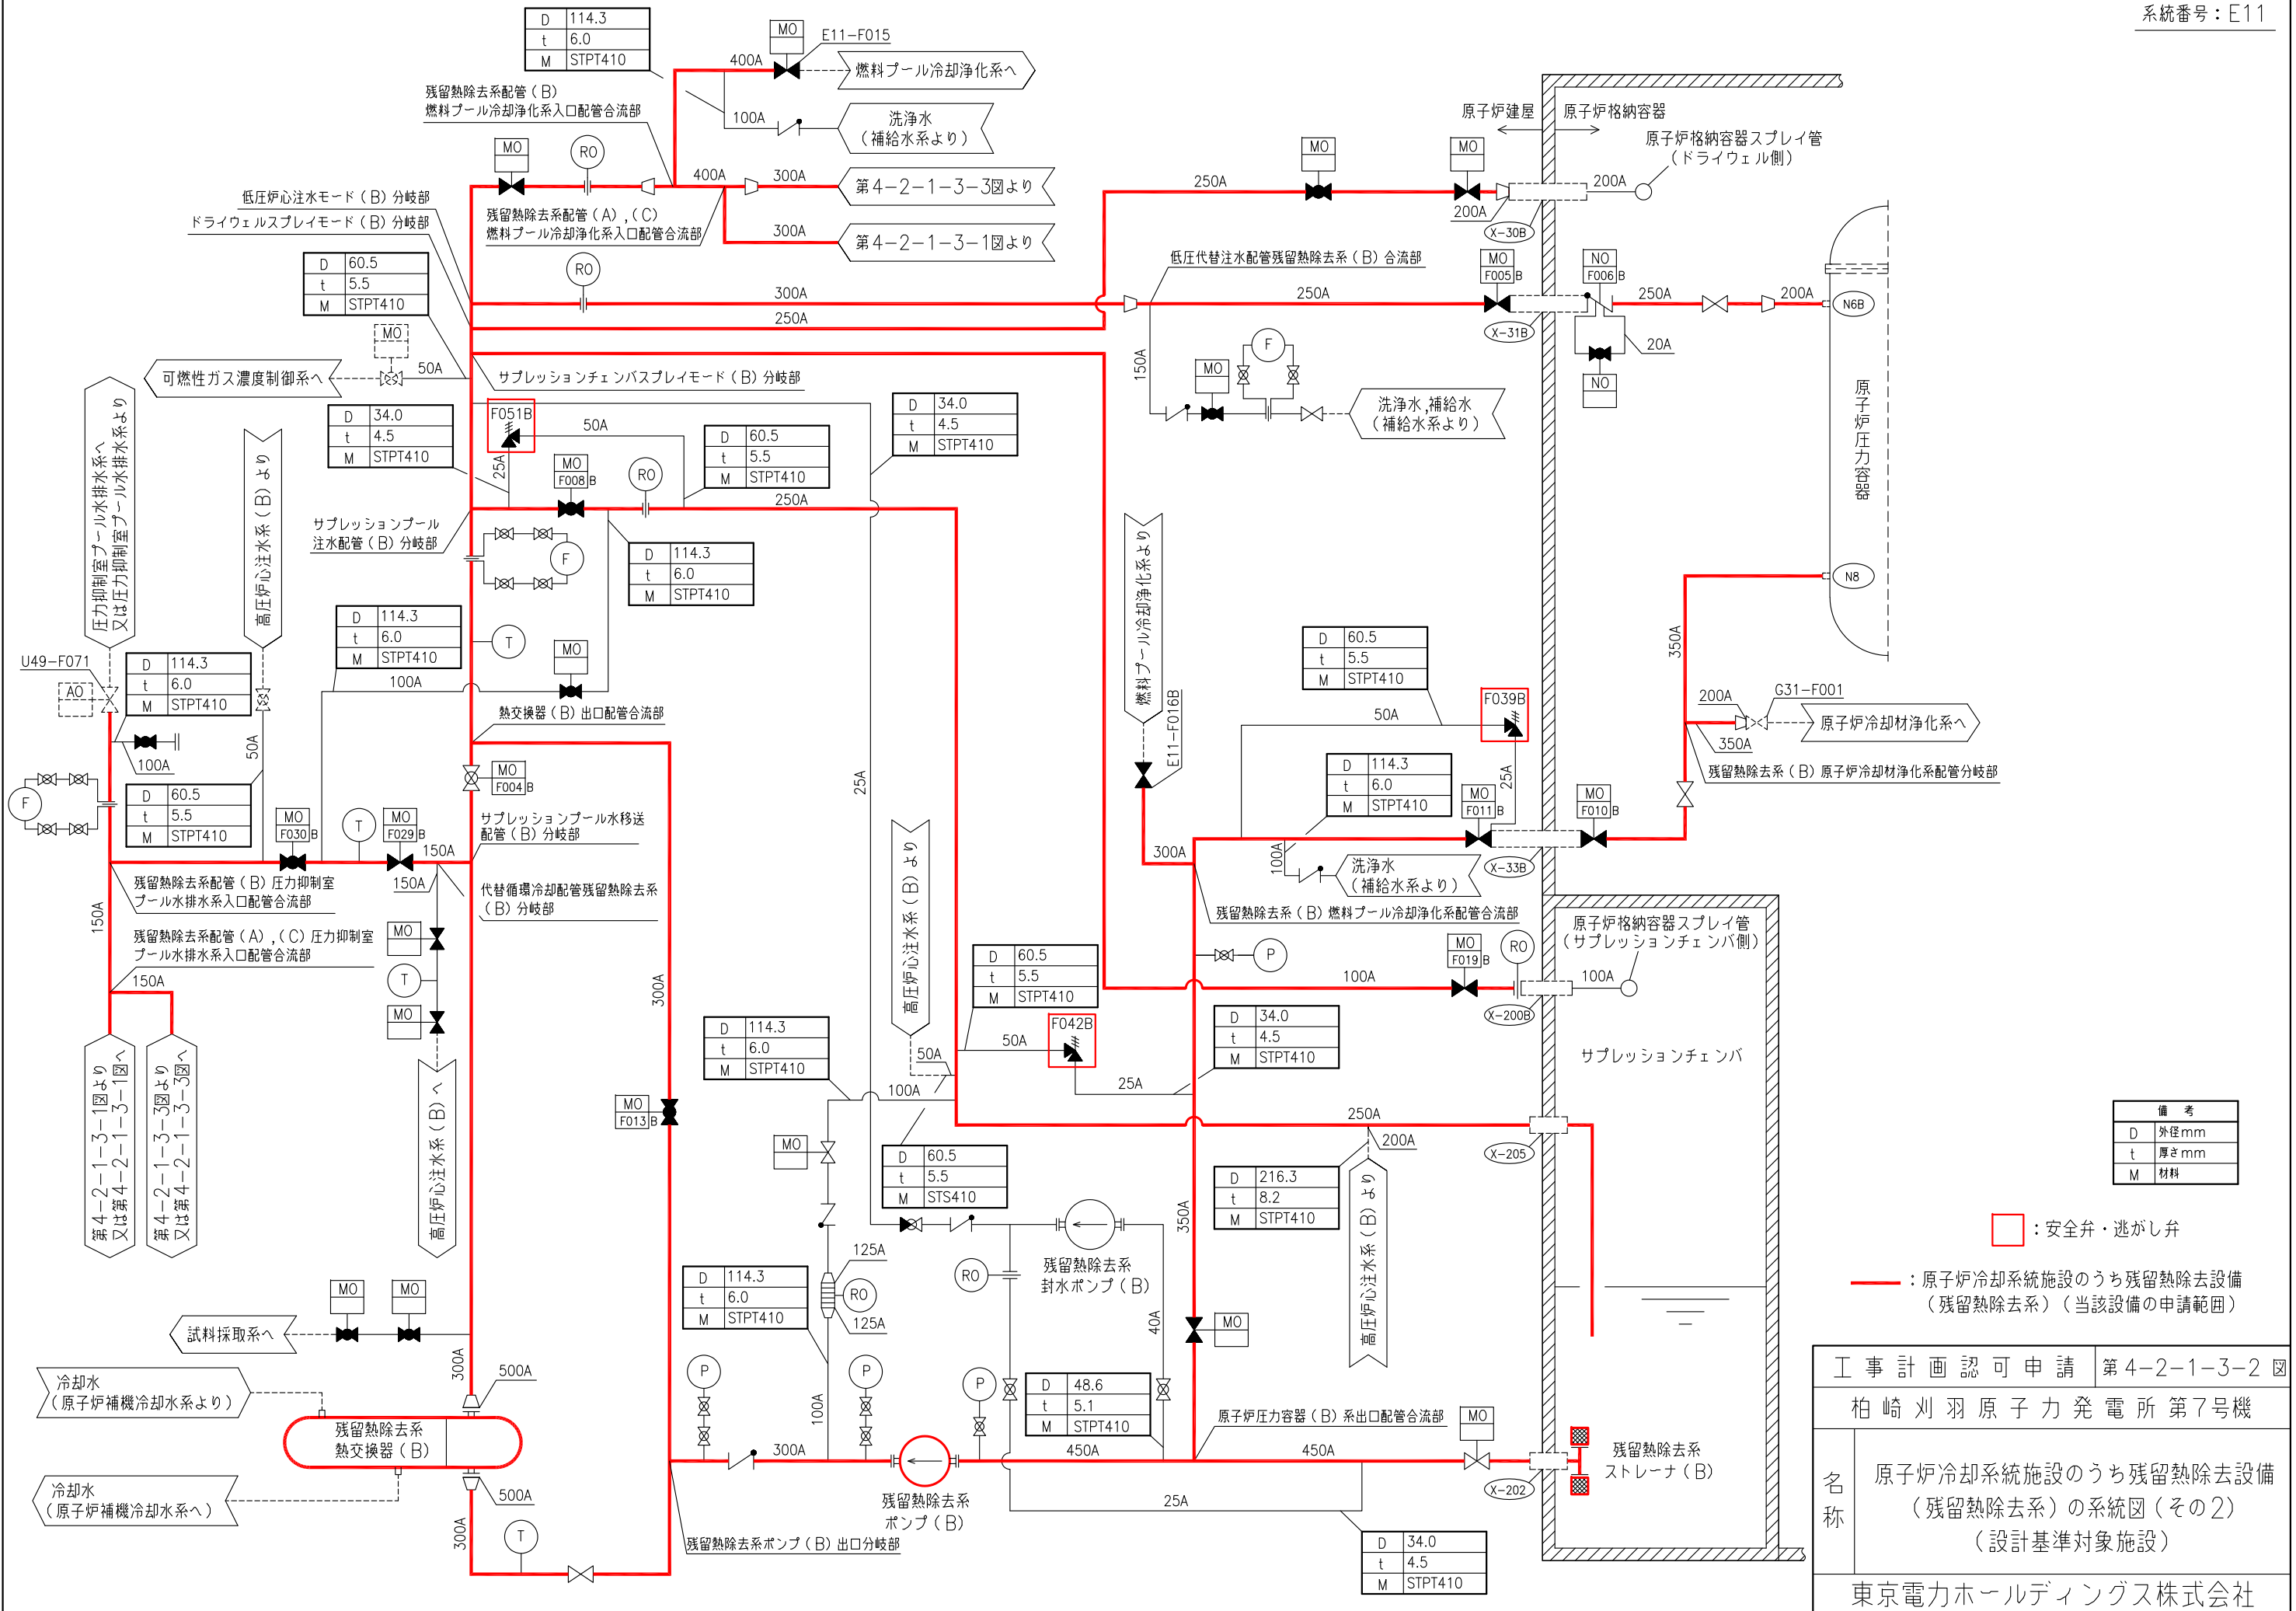 系統番号：E11
D 114.3
t 6.0
M STPT410
MO
E11-F015
400A
燃料プール冷却浄化系へ
残留熱除去系配管（B）
燃料プール冷却浄化系入口配管合流部
100A
洗浄水
（補給水系より）
MO
RO
400A
300A
第4-2-1-3-3図より
残留熱除去系配管（A），（C）
燃料プール冷却浄化系入口配管合流部
300A
第4-2-1-3-1図より
低圧炉心注水モード（B）分岐部
ドライウェルスプレイモード（B）分岐部
原子炉建屋
原子炉格納容器
原子炉格納容器スプレイ管
（ドライウェル側）
250A
MO
MO
200A
200A
X-30B
D 60.5
t 5.5
M STPT410
RO
300A
250A
低圧代替注水配管残留熱除去系（B）合流部
250A
MO
F005 B
X-31B
NO
F006 B
250A
200A
N6B
20A
NO
MO
50A
可燃性ガス濃度制御系へ
サプレッションチェンバスプレイモード（B）分岐部
150A
MO
F
洗浄水，補給水
（補給水系より）
原子炉圧力容器
D 34.0
t 4.5
M STPT410
F051B
50A
25A
MO
F008 B
RO
D 60.5
t 5.5
M STPT410
D 34.0
t 4.5
M STPT410
250A
サプレッションプール
注水配管（B）分岐部
F
D 114.3
t 6.0
M STPT410
圧力抑制室プール水排水系へ
又は圧力抑制室プール水排水系より
高圧炉心注水系（B）より
D 114.3
t 6.0
M STPT410
T
MO
100A
燃料プール冷却浄化系より
E11-F016B
N8
350A
U49-F071
AO
D 114.3
t 6.0
M STPT410
100A
50A
熱交換器（B）出口配管合流部
MO
F004 B
25A
D 60.5
t 5.5
M STPT410
F039B
50A
25A
200A
G31-F001
原子炉冷却材浄化系へ
350A
残留熱除去系（B）原子炉冷却材浄化系配管分岐部
F
D 60.5
t 5.5
M STPT410
MO
F030 B
T
MO
F029 B
150A
サプレッションプール水移送
配管（B）分岐部
D 114.3
t 6.0
M STPT410
MO
F011 B
MO
F010 B
X-33B
300A
100A
洗浄水
（補給水系より）
残留熱除去系（B）燃料プール冷却浄化系配管合流部
150A
残留熱除去系配管（B）圧力抑制室
プール水排水系入口配管合流部
150A
代替循環冷却配管残留熱除去系
（B）分岐部
残留熱除去系配管（A），（C）圧力抑制室
プール水排水系入口配管合流部
150A
MO
T
MO
高圧炉心注水系（B）へ
300A
高圧炉心注水系（B）より
P
MO
F019 B
RO
100A
X-200B
原子炉格納容器スプレイ管
（サプレッションチェンバ側）
100A
サプレッションチェンバ
第4-2-1-3-1図より
又は第4-2-1-3-1図へ
第4-2-1-3-3図より
又は第4-2-1-3-3図へ
D 60.5
t 5.5
M STPT410
F042B
50A
25A
D 34.0
t 4.5
M STPT410
D 114.3
t 6.0
M STPT410
50A
100A
MO
F013 B
MO
D 60.5
t 5.5
M STS410
250A
200A
X-205
D 216.3
t 8.2
M STPT410
高圧炉心注水系（B）より
350A
備考
D 外径mm
t 厚さmm
M 材料
：安全弁・逃がし弁
：原子炉冷却系統施設のうち残留熱除去設備
（残留熱除去系）（当該設備の申請範囲）
125A
RO
125A
RO
残留熱除去系
封水ポンプ（B）
40A
MO
D 114.3
t 6.0
M STPT410
MO
MO
試料採取系へ
冷却水
（原子炉補機冷却水系より）
300A
500A
残留熱除去系
熱交換器（B）
冷却水
（原子炉補機冷却水系へ）
500A
300A
T
P
100A
P
P
300A
残留熱除去系
ポンプ（B）
残留熱除去系ポンプ（B）出口分岐部
D 48.6
t 5.1
M STPT410
450A
原子炉圧力容器（B）系出口配管合流部
450A
MO
X-202
残留熱除去系
ストレーナ（B）
25A
D 34.0
t 4.5
M STPT410
工事計画認可申請 第4-2-1-3-2図
柏崎刈羽原子力発電所第7号機
名称
原子炉冷却系統施設のうち残留熱除去設備
（残留熱除去系）の系統図（その2）
（設計基準対象施設）
東京電力ホールディングス株式会社